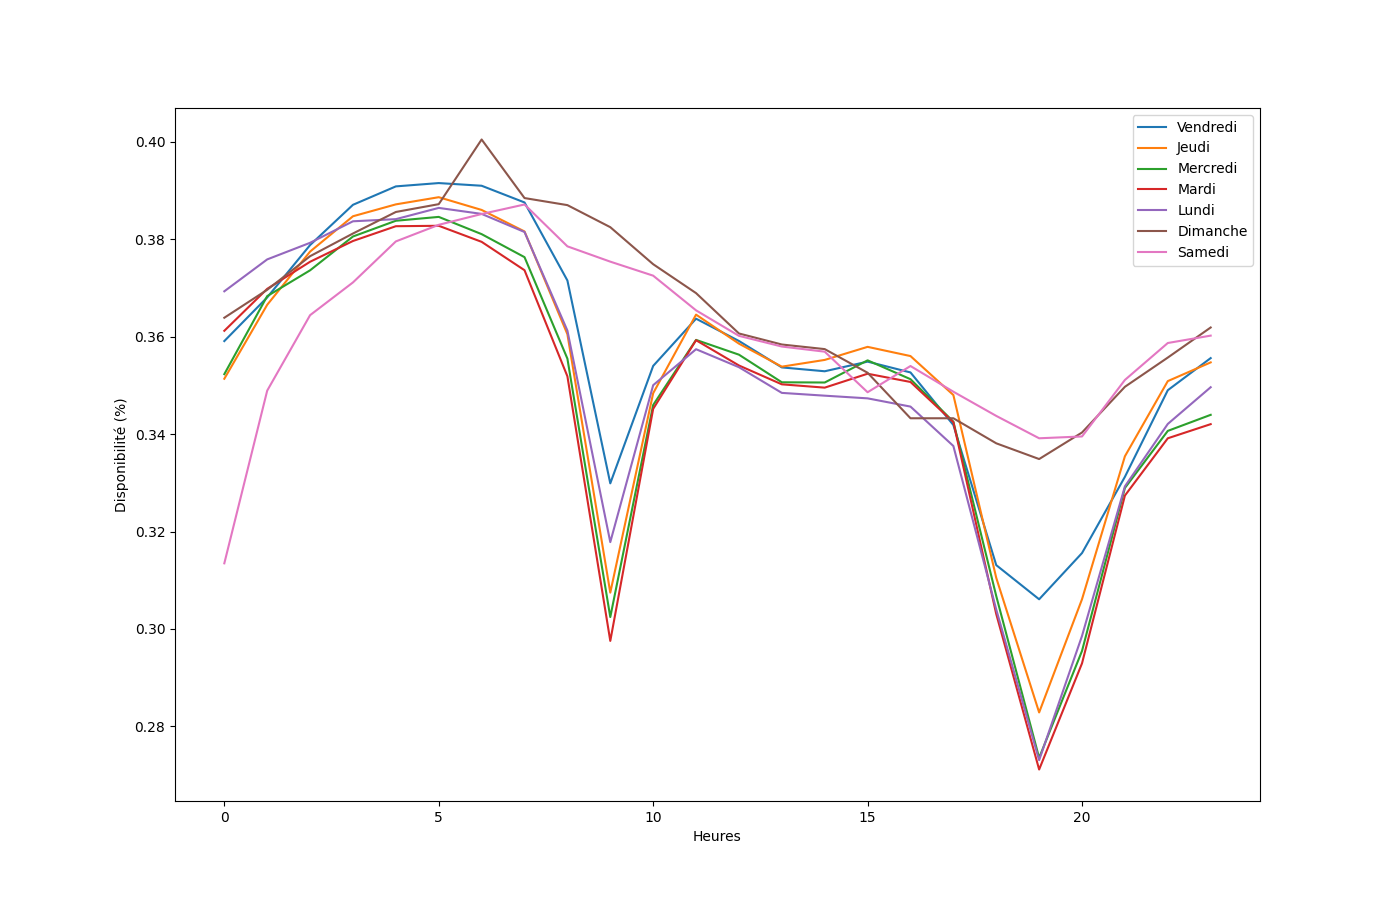 0.40
0.38
0.36
0.34
0.32
0.30
0.28
Disponibilité (%)
0
5
10
15
20
Heures
Vendredi
Jeudi
Mercredi
Mardi
Lundi
Dimanche
Samedi